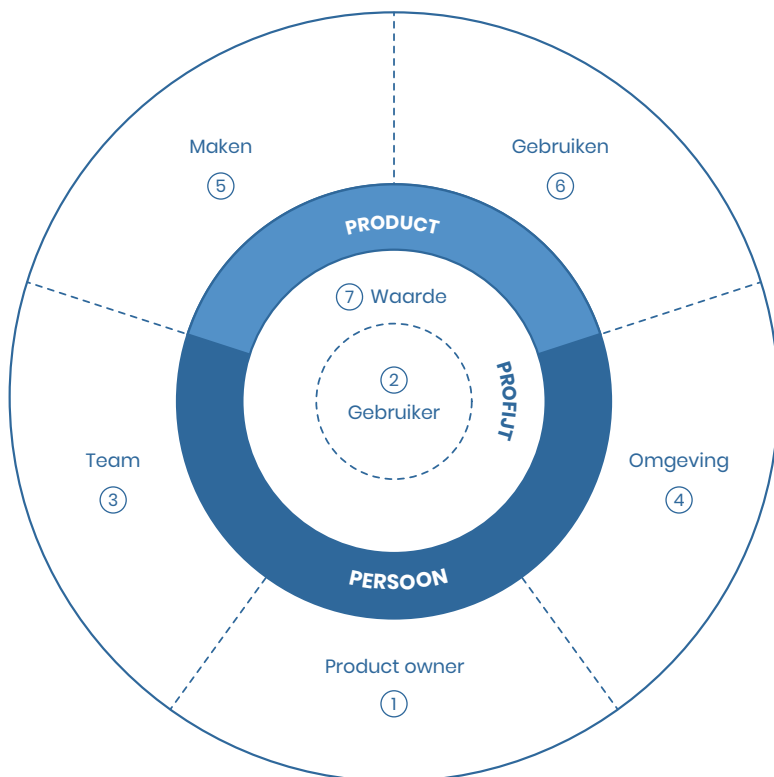 Maken
5
Gebruiken
6
PRODUCT
7 Waarde
2
Gebruiker
PROFIJT
Team
3
Omgeving
4
PERSOON
Product owner
1